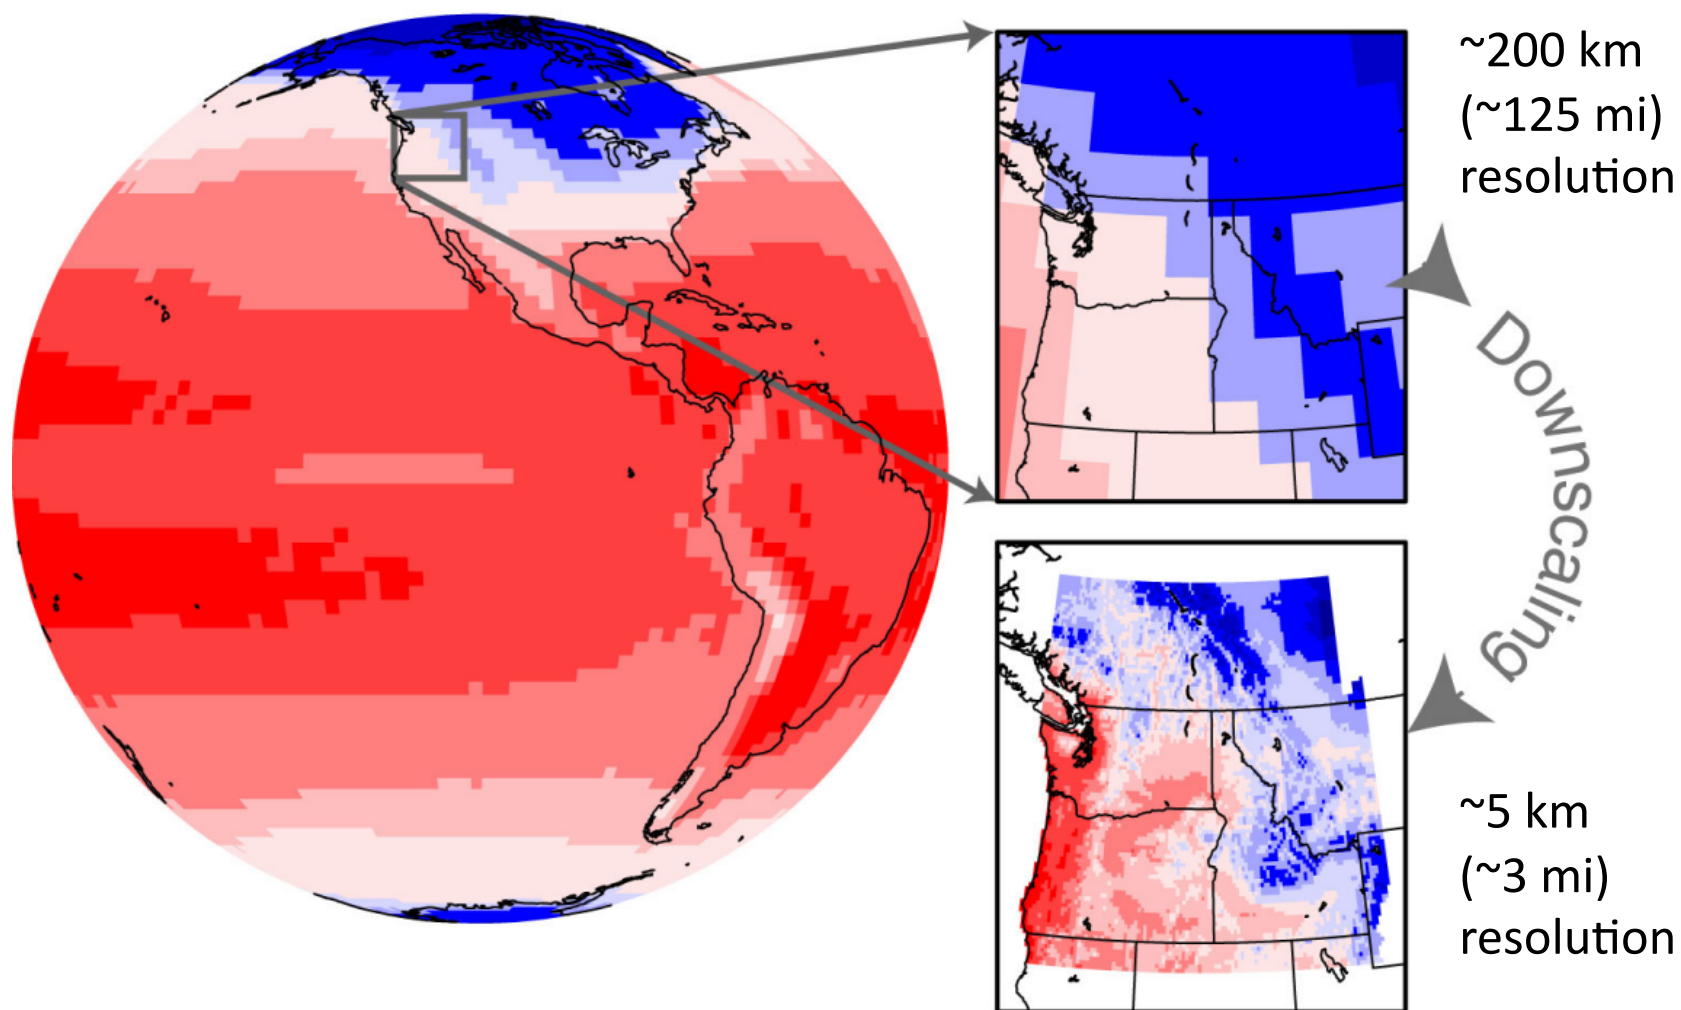 ~200 km
(~125 mi)
resolution
Downscaling
~5 km
(~3 mi)
resolution